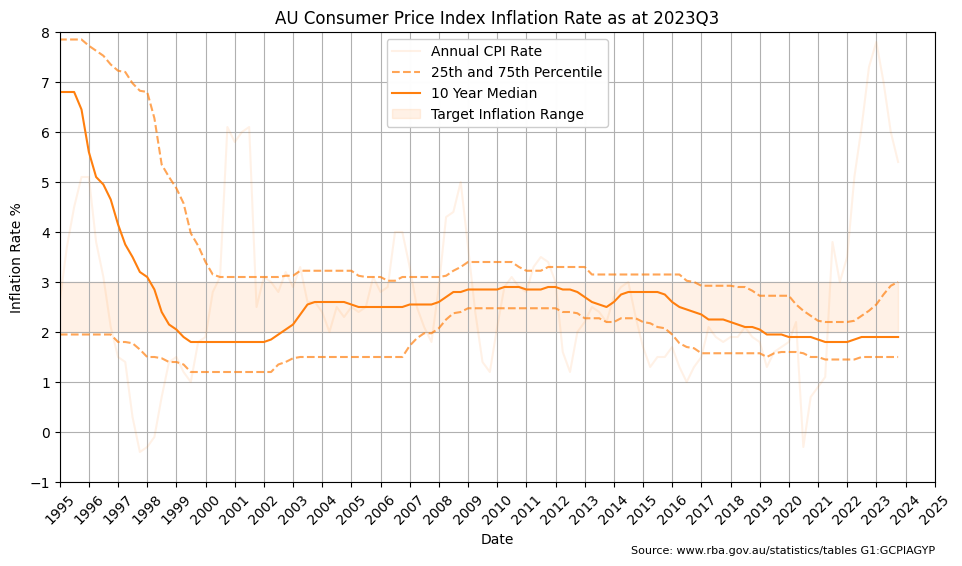 AU Consumer Price Index Inflation Rate as at 2023Q3
Annual CPI Rate
25th and 75th Percentile
10 Year Median
Target Inflation Range
Inflation Rate %
8
7
6
5
4
3
2
1
0
−1
1995 1996 1997 1998 1999 2000 2001 2002 2003 2004 2005 2006 2007 2008 2009 2010 2011 2012 2013 2014 2015 2016 2017 2018 2019 2020 2021 2022 2023 2024 2025
Date
Source: www.rba.gov.au/statistics/tables G1:GCPIAGYP